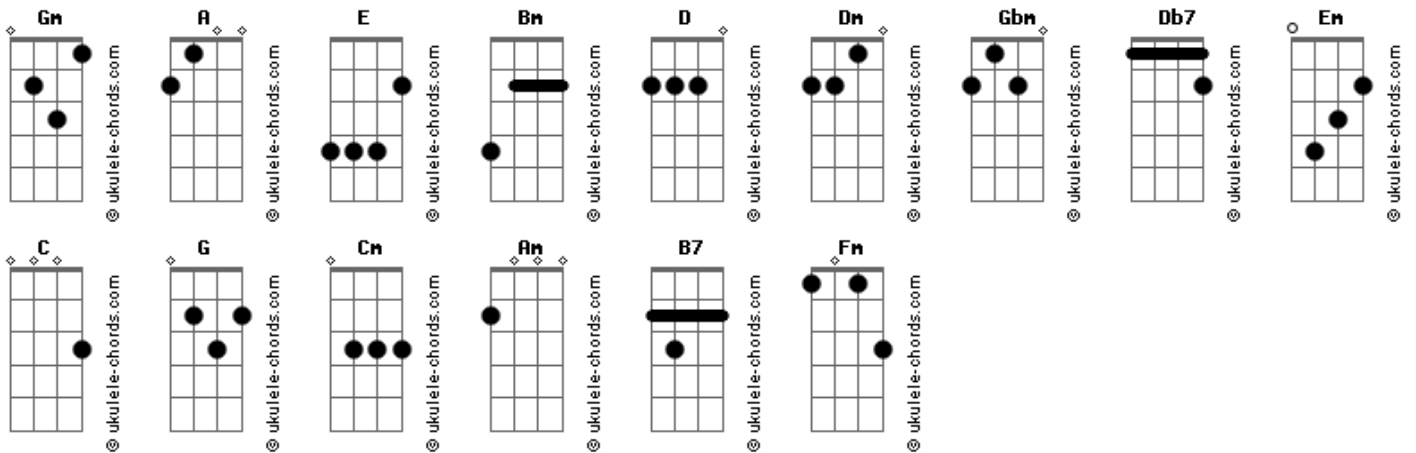 Gm A E Bm D Dm Gbm Db7 Em
© ukulele-chords.com © ukulele-chords.com © ukulele-chords.com © ukulele-chords.com © ukulele-chords.com © ukulele-chords.com © ukulele-chords.com © ukulele-chords.com © ukulele-chords.com
C G Cm Am B7 Fm
© ukulele-chords.com © ukulele-chords.com © ukulele-chords.com © ukulele-chords.com © ukulele-chords.com © ukulele-chords.com